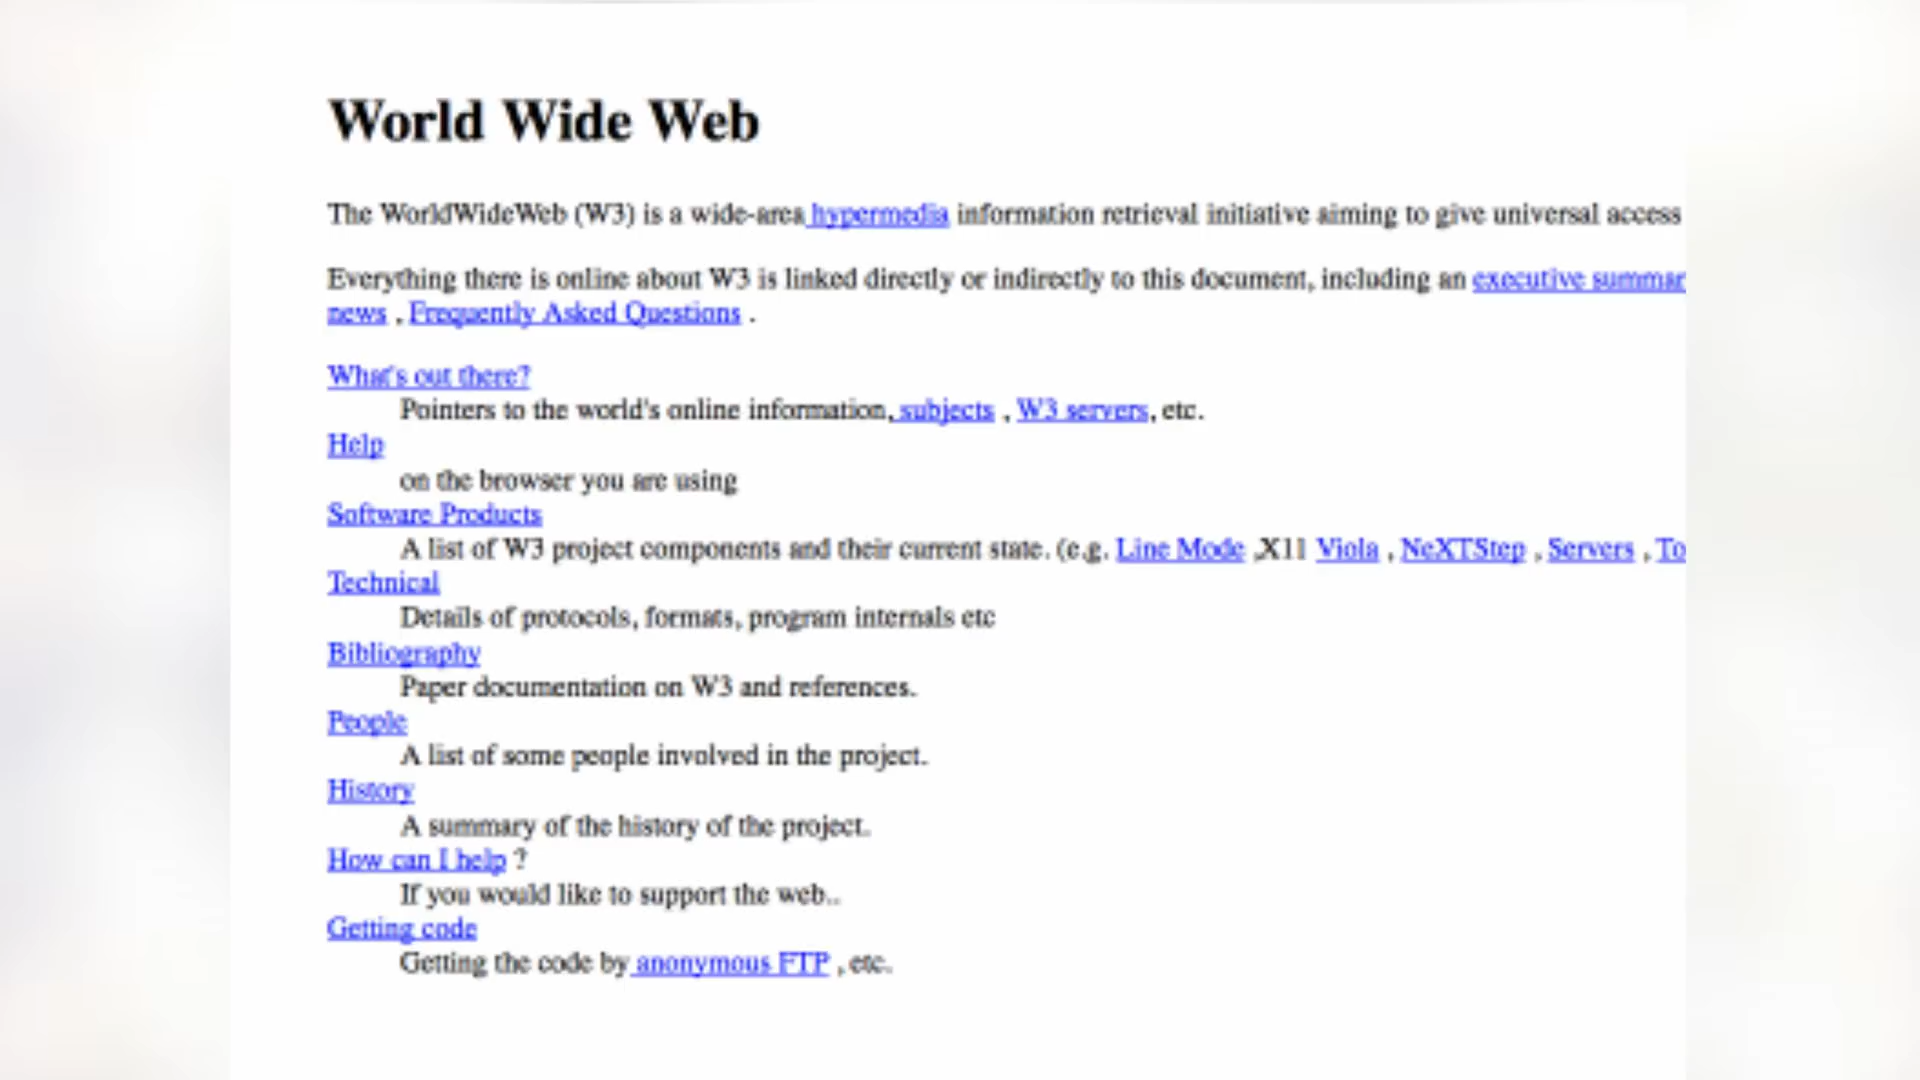 World Wide Web
The WorldWideWeb (W3) is a wide-area hypermedia information retrieval initiative aiming to give universal access
Everything there is online about W3 is linked directly or indirectly to this document, including an executive summar
news , Frequently Asked Questions .
What's out there?
Pointers to the world's online information, subjects , W3 servers, etc.
Help
on the browser you are using
Software Products
A list of W3 project components and their current state. (e.g. Line Mode ,X11 Viola , NeXTStep , Servers , To
Technical
Details of protocols, formats, program internals etc
Bibliography
Paper documentation on W3 and references.
People
A list of some people involved in the project.
History
A summary of the history of the project.
How can I help ?
If you would like to support the web..
Getting code
Getting the code by anonymous FTP , etc.